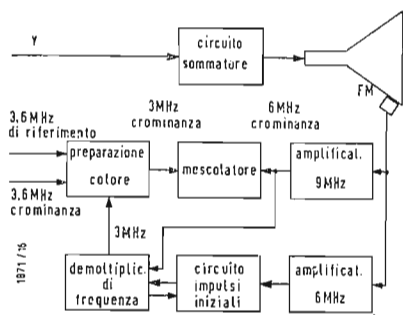 Y
circuito
sommatore
FM
3MHz
crominanza
6MHz
crominanza
3,6MHz
di riferimento
3,6MHz
crominanza
preparazione
colore
mescolatore
amplificat.
9MHz
3MHz
demoltiplic.
di
frequenza
circuito
impulsi
iniziali
amplificat.
6MHz
1871/15